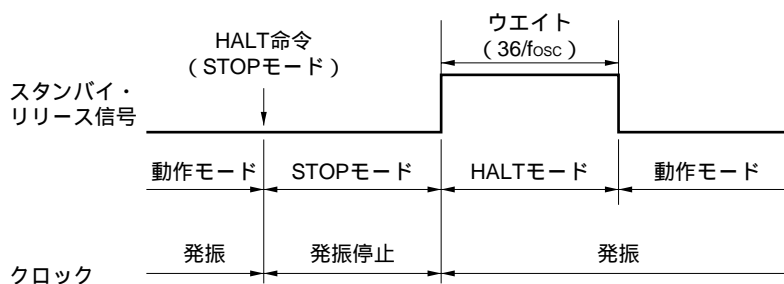 ウエイト
HALT命令
(36/fosc)
(STOPモード)
スタンバイ・
リリース信号
動作モード STOPモード HALTモード 動作モード
発振 発振停止 発振
クロック